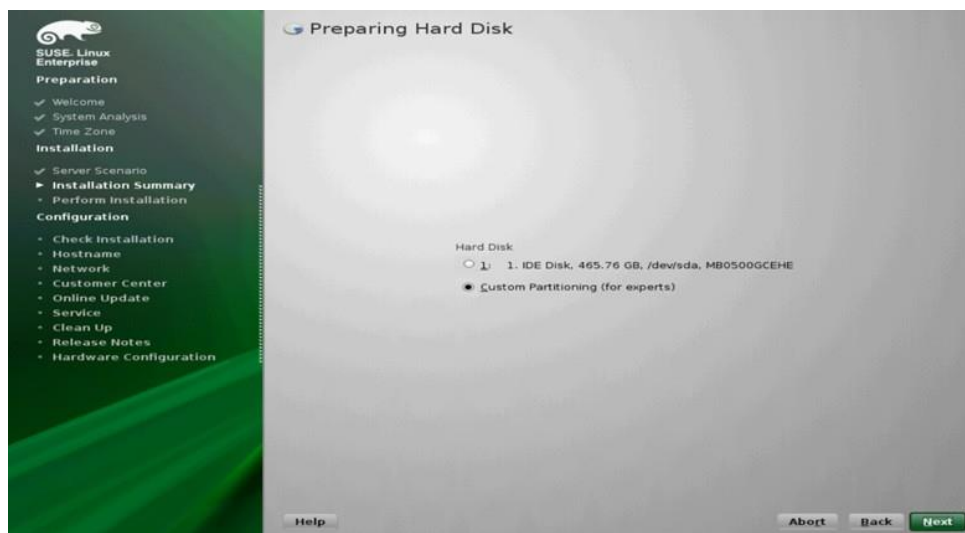 SUSE. Linux
Enterprise
Preparation
Welcome
System Analysis
Time Zone
Installation
Server Scenario
Installation Summary
Perform Installation
Configuration
Check Installation
Hostname
Network
Customer Center
Online Update
Service
Clean Up
Release Notes
Hardware Configuration
Preparing Hard Disk
Hard Disk
1: 1. IDE Disk, 465.76 GB, /dev/sda, MB0500GCEHE
Custom Partitioning (for experts)
Help
Abort
Back
Next